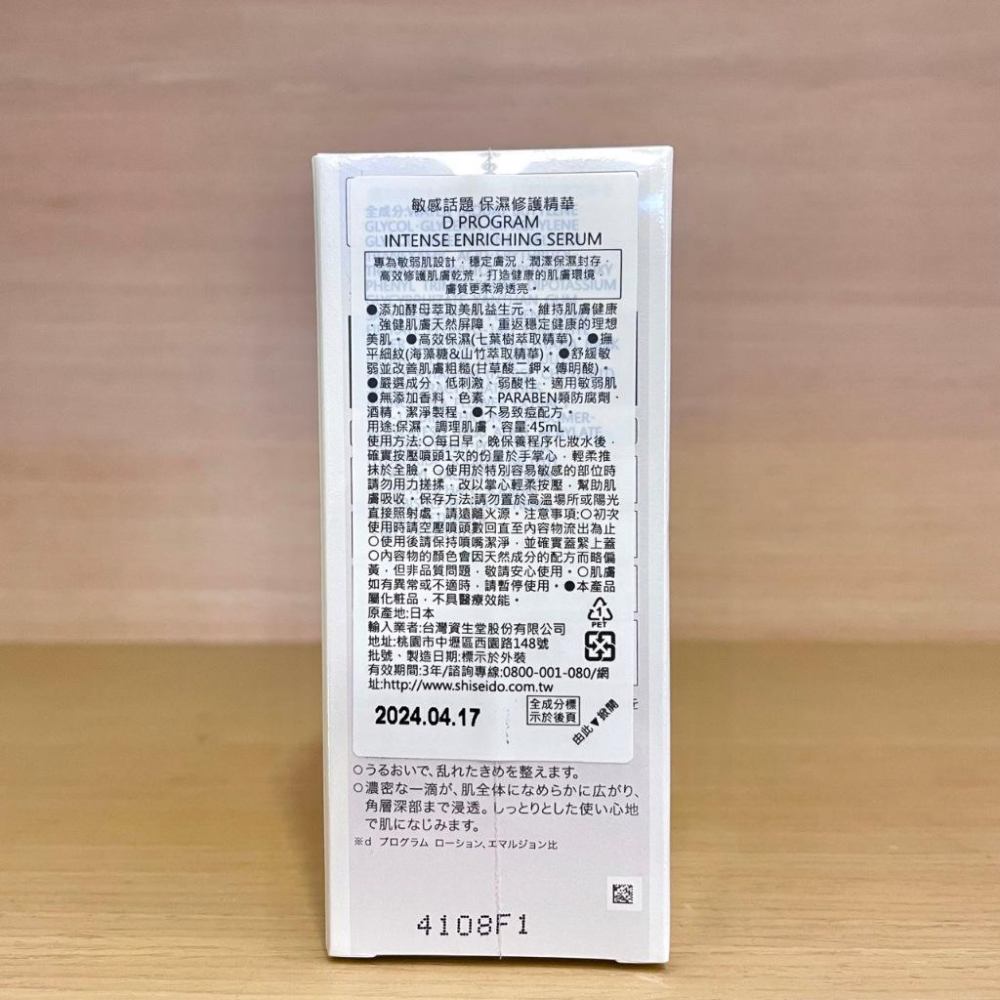 敏感話題 保濕修護精華
D PROGRAM
INTENSE ENRICHING SERUM
專為敏弱肌設計，穩定膚況，潤澤保濕封存，
高效修護肌膚乾荒，打造健康的肌膚環境，
膚質更柔滑透亮。
●添加酵母萃取美肌益生元，維持肌膚健康
，強健肌膚天然屏障，重返穩定健康的理想
美肌。●高效保濕(七葉樹萃取精華)。●撫
平細紋(海藻糖&山竹萃取精華)。●舒緩敏
弱並改善肌膚粗糙(甘草酸二鉀× 傳明酸)。
●嚴選成分、低刺激、弱酸性，適用敏弱肌
●無添加香料、色素、PARABEN類防腐劑、
酒精，潔淨製程。●不易致痘配方。
用途:保濕、調理肌膚。容量:45mL
使用方法:○每日早、晚保養程序化妝水後，
確實按壓噴頭1次的份量於手掌心，輕柔推
抹於全臉。○使用於特別容易敏感的部位時
請勿用力搓揉，改以掌心輕柔按壓，幫助肌
膚吸收。保存方法:請勿置於高溫場所或陽光
直接照射處，請遠離火源。注意事項:○初次
使用時請空壓噴頭數回直至內容物流出為止
○使用後請保持噴嘴潔淨，並確實蓋緊上蓋
○內容物的顏色會因天然成分的配方而略偏
黃，但非品質問題，敬請安心使用。○肌膚
如有異常或不適時，請暫停使用。●本產品
屬化粧品，不具醫療效能。
原產地:日本
輸入業者:台灣資生堂股份有限公司
地址:桃園市中壢區西園路148號
批號、製造日期:標示於外裝
有效期間:3年/諮詢專線:0800-001-080/網
址:http://www.shiseido.com.tw
1
PET
2024.04.17
全成分標
示於後頁
由此▼掀開
○うるおいで、乱れたきめを整えます。
○濃密な一滴が、肌全体になめらかに広がり、
角層深部まで浸透。しっとりとした使い心地
で肌になじみます。
※d プログラム ローション、エマルジョン比
4108F1